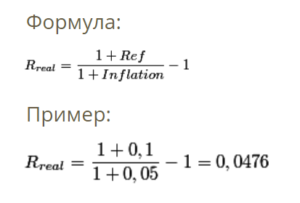 Формула:
R_real = (1 + Ref) / (1 + Inflation) − 1
Пример:
R_real = (1 + 0,1) / (1 + 0,05) − 1 = 0,0476